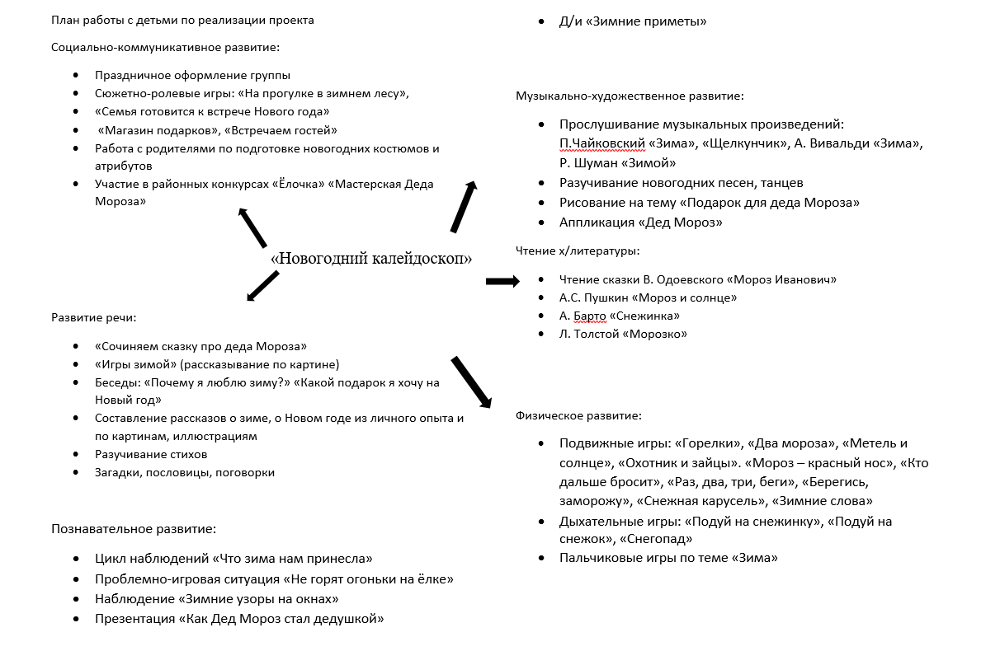 План работы с детьми по реализации проекта
Социально-коммуникативное развитие:
• Праздничное оформление группы
• Сюжетно-ролевые игры: «На прогулке в зимнем лесу»,
• «Семья готовится к встрече Нового года»
• «Магазин подарков», «Встречаем гостей»
• Работа с родителями по подготовке новогодних костюмов и
атрибутов
• Участие в районных конкурсах «Ёлочка» «Мастерская Деда
Мороза»
«Новогодний калейдоскоп»
Развитие речи:
• «Сочиняем сказку про деда Мороза»
• «Игры зимой» (рассказывание по картине)
• Беседы: «Почему я люблю зиму?» «Какой подарок я хочу на
Новый год»
• Составление рассказов о зиме, о Новом годе из личного опыта и
по картинам, иллюстрациям
• Разучивание стихов
• Загадки, пословицы, поговорки
Познавательное развитие:
• Цикл наблюдений «Что зима нам принесла»
• Проблемно-игровая ситуация «Не горят огоньки на ёлке»
• Наблюдение «Зимние узоры на окнах»
• Презентация «Как Дед Мороз стал дедушкой»
• Д/и «Зимние приметы»
Музыкально-художественное развитие:
• Прослушивание музыкальных произведений:
П.Чайковский «Зима», «Щелкунчик», А. Вивальди «Зима»,
Р. Шуман «Зимой»
• Разучивание новогодних песен, танцев
• Рисование на тему «Подарок для деда Мороза»
• Аппликация «Дед Мороз»
Чтение х/литературы:
• Чтение сказки В. Одоевского «Мороз Иванович»
• А.С. Пушкин «Мороз и солнце»
• А. Барто «Снежинка»
• Л. Толстой «Морозко»
Физическое развитие:
• Подвижные игры: «Горелки», «Два мороза», «Метель и
солнце», «Охотник и зайцы». «Мороз – красный нос», «Кто
дальше бросит», «Раз, два, три, беги», «Берегись,
заморожу», «Снежная карусель», «Зимние слова»
• Дыхательные игры: «Подуй на снежинку», «Подуй на
снежок», «Снегопад»
• Пальчиковые игры по теме «Зима»